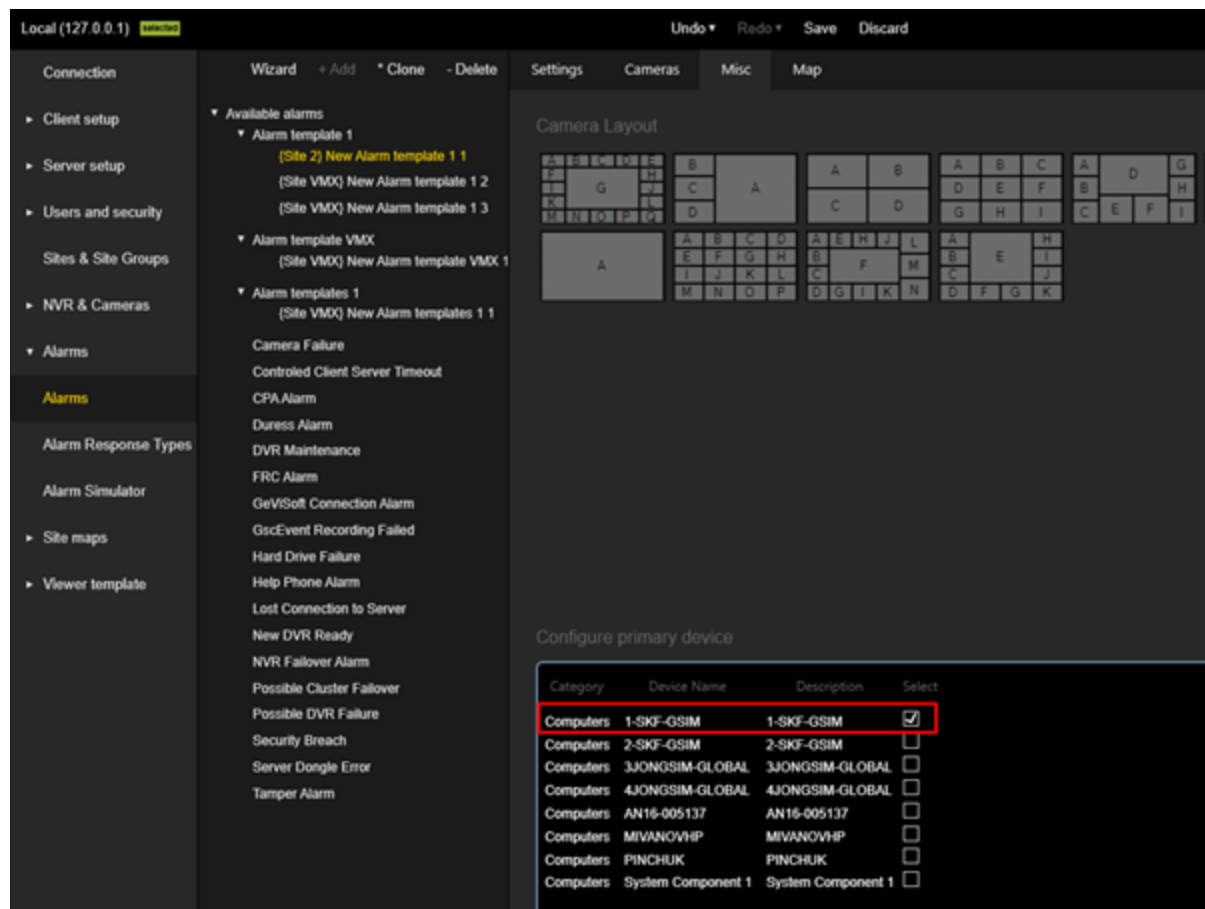 Local (127.0.0.1) selected
Undo ▾ Redo ▾ Save Discard
Connection
Client setup
Server setup
Users and security
Sites & Site Groups
NVR & Cameras
Alarms
Alarms
Alarm Response Types
Alarm Simulator
Site maps
Viewer template
Wizard + Add * Clone - Delete
Available alarms
Alarm template 1
{Site 2} New Alarm template 1 1
{Site VMX} New Alarm template 1 2
{Site VMX} New Alarm template 1 3
Alarm template VMX
{Site VMX} New Alarm template VMX 1
Alarm templates 1
{Site VMX} New Alarm templates 1 1
Camera Failure
Controled Client Server Timeout
CPA Alarm
Duress Alarm
DVR Maintenance
FRC Alarm
GeViSoft Connection Alarm
GscEvent Recording Failed
Hard Drive Failure
Help Phone Alarm
Lost Connection to Server
New DVR Ready
NVR Failover Alarm
Possible Cluster Failover
Possible DVR Failure
Security Breach
Server Dongle Error
Tamper Alarm
Settings Cameras Misc Map
Camera Layout
A B C D E
F H
I G J
K L
M N O P Q
B
C A
D
A B
C D
A B C
D E F
G H I
A D G
B H
C E F I
A
A B C D
E F G H
I J K L
M N O P
A E H J L
B F M
C
D G I K N
A H
B E I
C J
D F G K
Configure primary device
Category Device Name Description Select
Computers 1-SKF-GSIM 1-SKF-GSIM
Computers 2-SKF-GSIM 2-SKF-GSIM
Computers 3JONGSIM-GLOBAL 3JONGSIM-GLOBAL
Computers 4JONGSIM-GLOBAL 4JONGSIM-GLOBAL
Computers AN16-005137 AN16-005137
Computers MIVANOVHP MIVANOVHP
Computers PINCHUK PINCHUK
Computers System Component 1 System Component 1